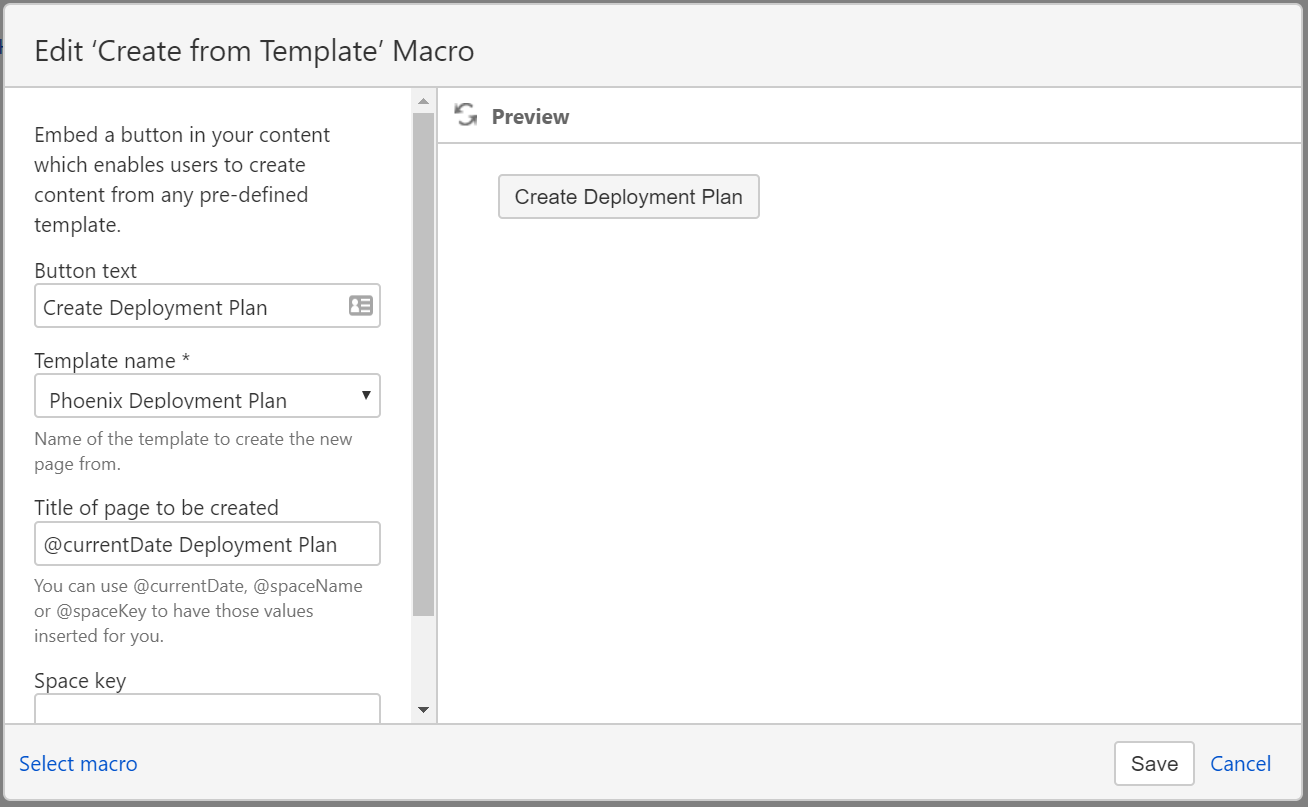 Edit ‘Create from Template’ Macro
Embed a button in your content
which enables users to create
content from any pre-defined
template.
Button text
Create Deployment Plan
Template name *
Phoenix Deployment Plan
Name of the template to create the new
page from.
Title of page to be created
@currentDate Deployment Plan
You can use @currentDate, @spaceName
or @spaceKey to have those values
inserted for you.
Space key
Preview
Create Deployment Plan
Select macro
Save
Cancel